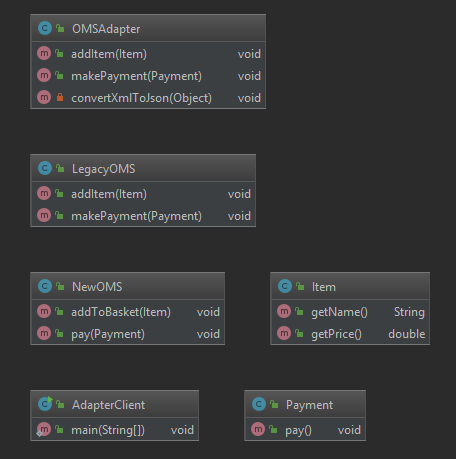 OMSAdapter
addItem(Item) void
makePayment(Payment) void
convertXmlToJson(Object) void
LegacyOMS
addItem(Item) void
makePayment(Payment) void
NewOMS
addToBasket(Item) void
pay(Payment) void
Item
getName() String
getPrice() double
AdapterClient
main(String[]) void
Payment
pay() void